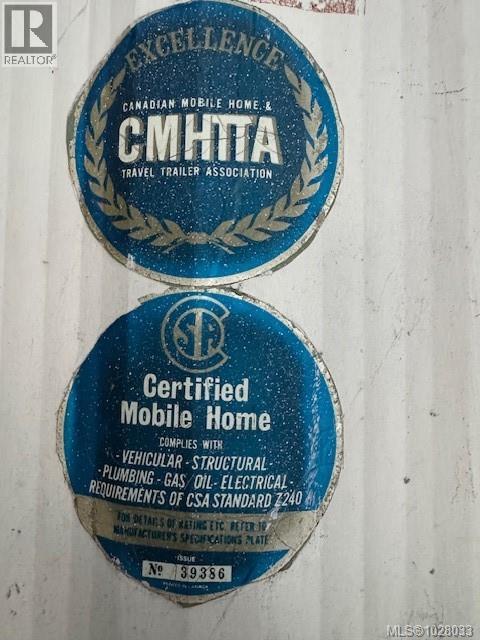 REALTOR®
EXCELLENCE
CANADIAN MOBILE HOME &
CMHTTA
TRAVEL TRAILER ASSOCIATION
Certified
Mobile Home
COMPLIES WITH
- VEHICULAR - STRUCTURAL -
- PLUMBING - GAS/OIL - ELECTRICAL -
REQUIREMENTS OF CSA STANDARD Z240
FOR DETAILS OF RATING ETC. REFER TO
MANUFACTURER'S SPECIFICATIONS PLATE
ISSUE
No 39386
MLS®1028033